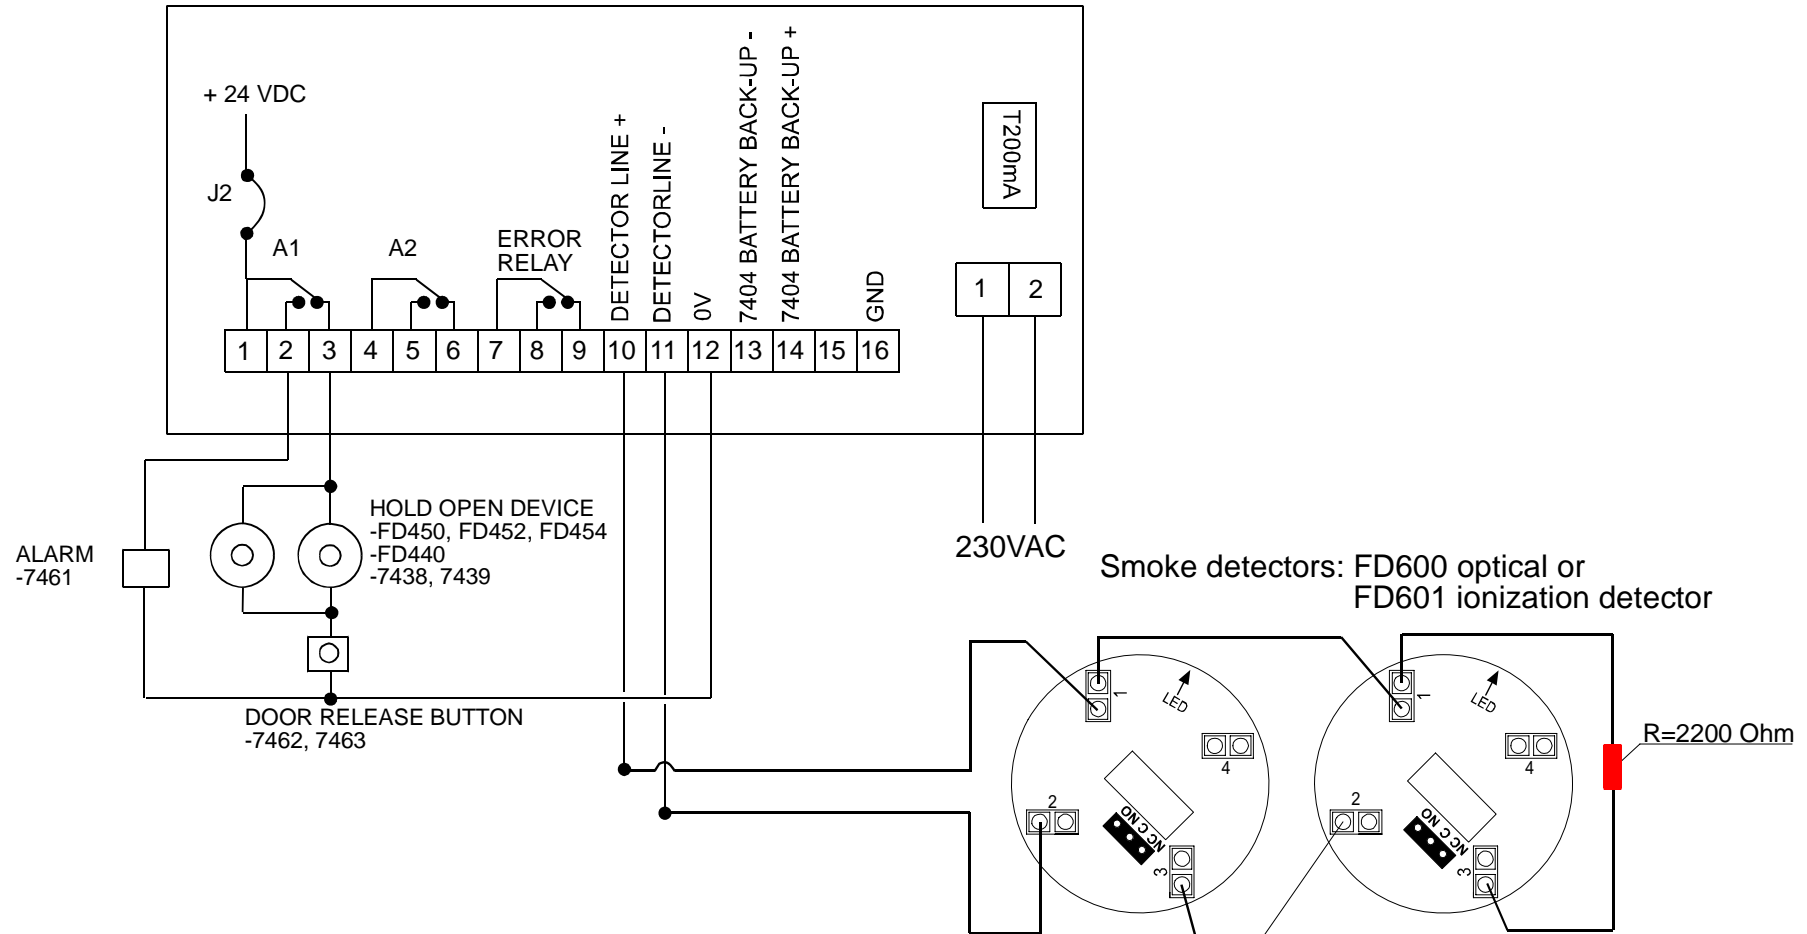 + 24 VDC
J2
A1
A2
ERROR
RELAY
DETECTOR LINE +
DETECTORLINE -
0V
7404 BATTERY BACK-UP -
7404 BATTERY BACK-UP +
GND
T200mA
1 2 3 4 5 6 7 8 9 10 11 12 13 14 15 16
1 2
230VAC
ALARM
-7461
HOLD OPEN DEVICE
-FD450, FD452, FD454
-FD440
-7438, 7439
DOOR RELEASE BUTTON
-7462, 7463
Smoke detectors: FD600 optical or
FD601 ionization detector
1
LED
4
2
NC C NO
3
1
LED
4
2
NC C NO
3
R=2200 Ohm